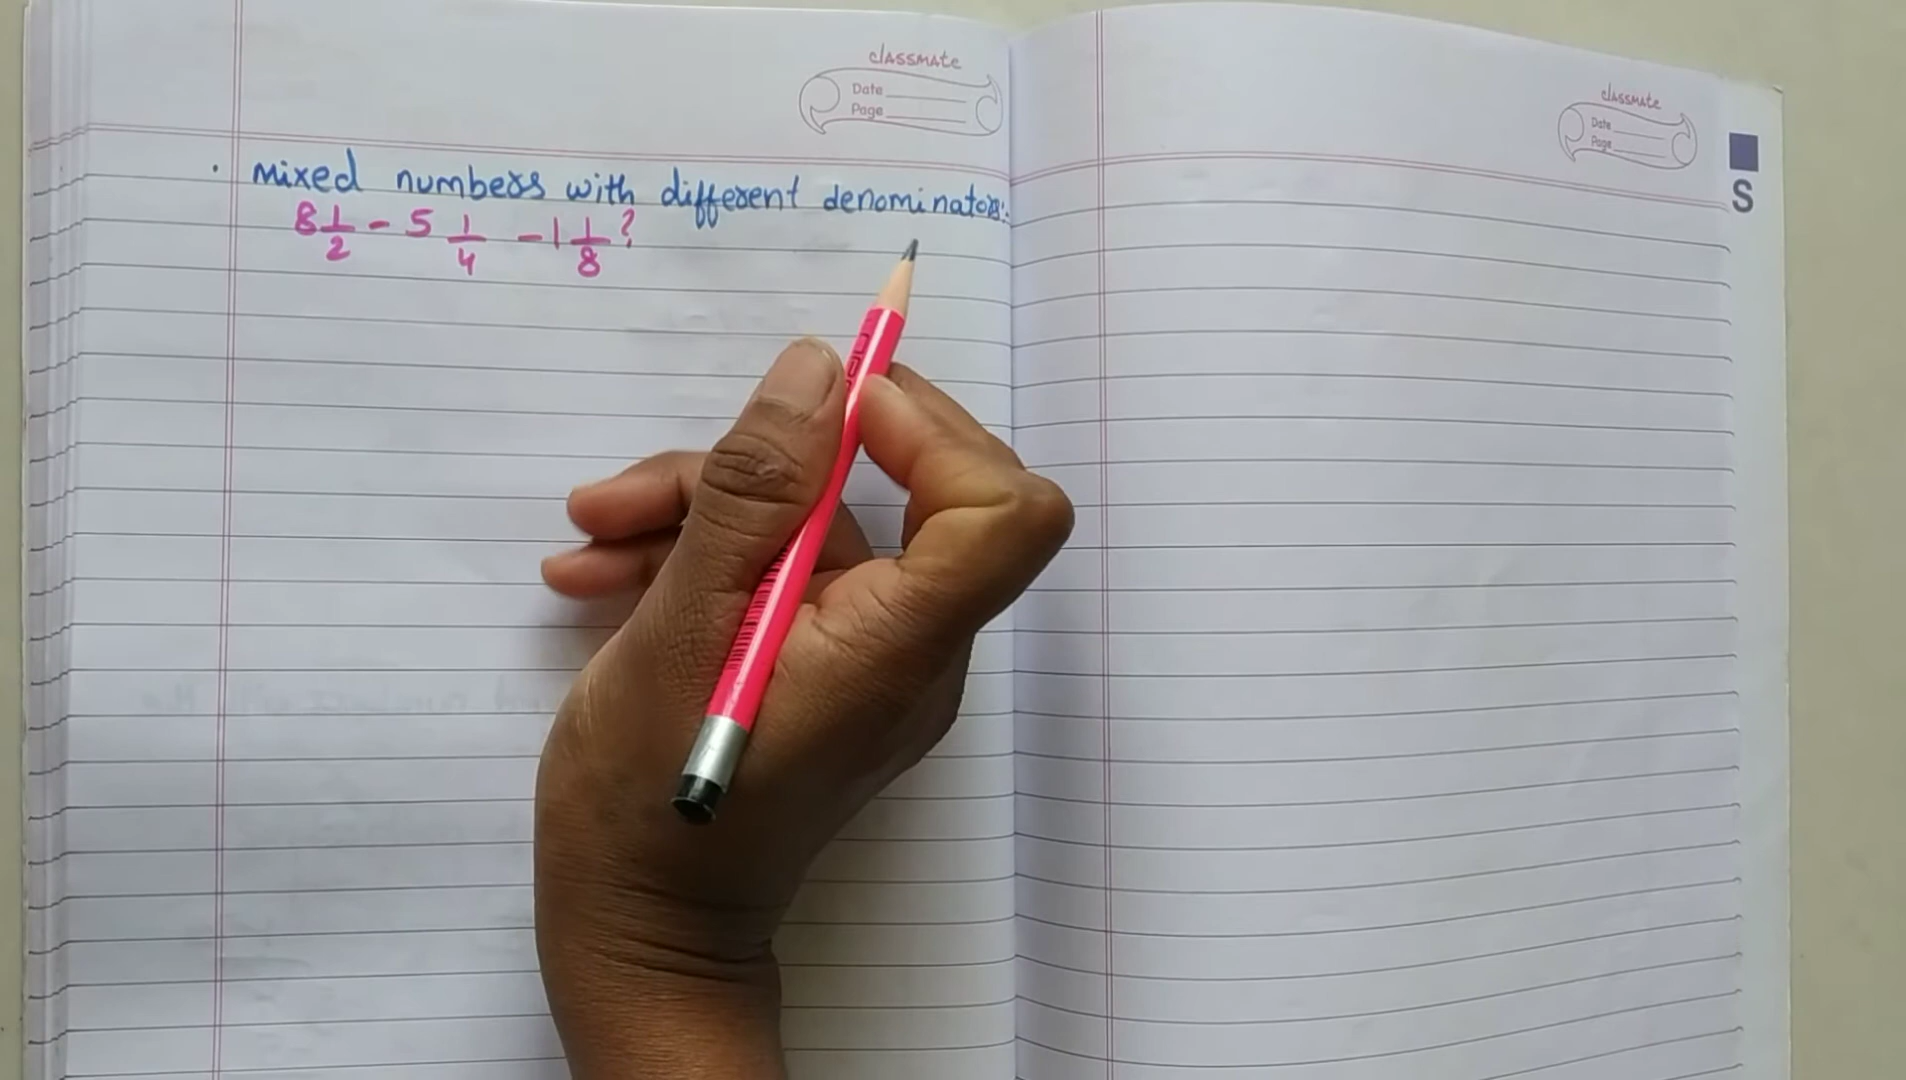 classmate
Date
Page
classmate
Date
Page
S
. Mixed numbers with different denominators:
8 1/2 - 5 1/4 - 1 1/8 ?